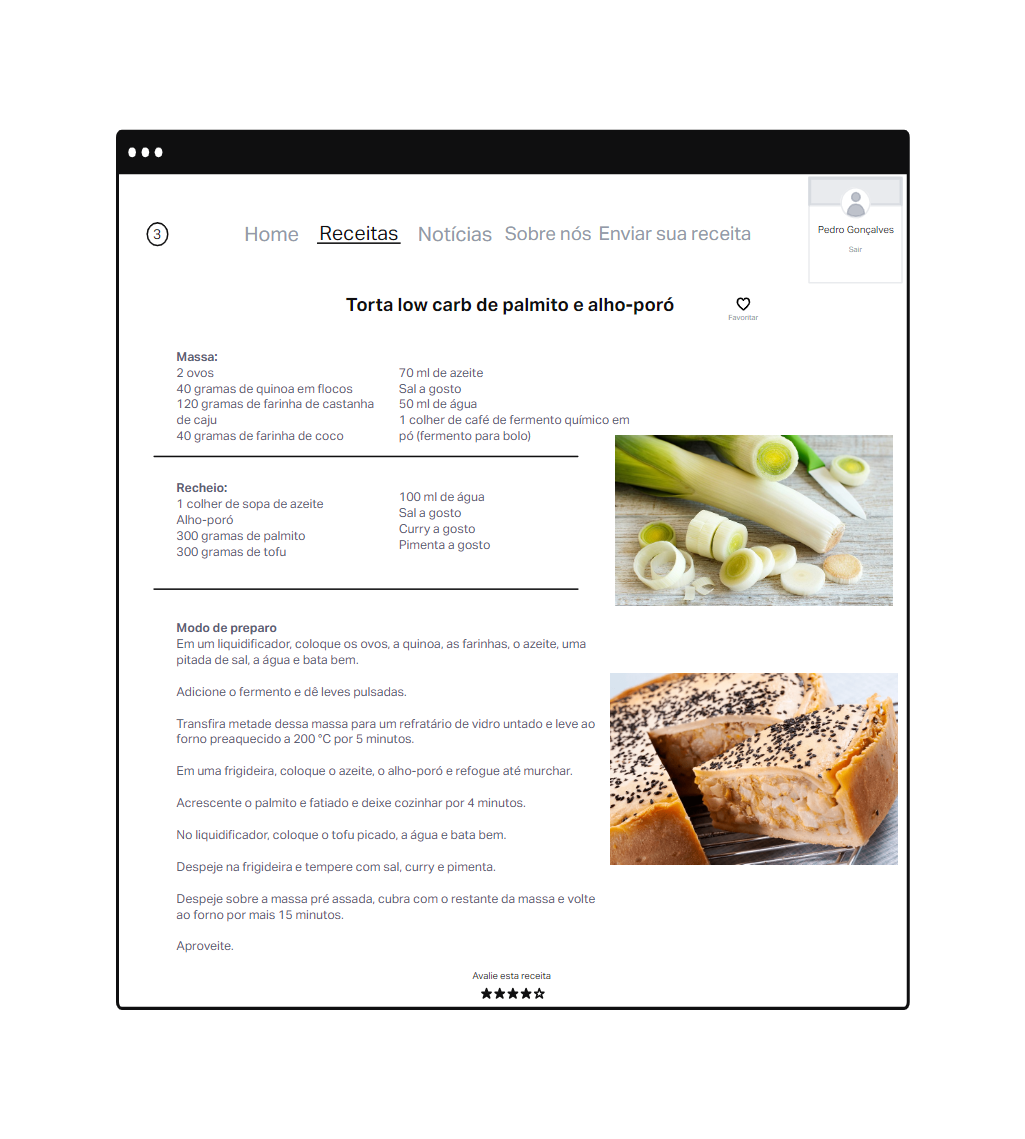 3
Home Receitas Notícias Sobre nós Enviar sua receita
Pedro Gonçalves
Sair
Torta low carb de palmito e alho-poró
Favoritar
Massa:
2 ovos
40 gramas de quinoa em flocos
120 gramas de farinha de castanha
de caju
40 gramas de farinha de coco
70 ml de azeite
Sal a gosto
50 ml de água
1 colher de café de fermento químico em
pó (fermento para bolo)
Recheio:
1 colher de sopa de azeite
Alho-poró
300 gramas de palmito
300 gramas de tofu
100 ml de água
Sal a gosto
Curry a gosto
Pimenta a gosto
Modo de preparo
Em um liquidificador, coloque os ovos, a quinoa, as farinhas, o azeite, uma
pitada de sal, a água e bata bem.
Adicione o fermento e dê leves pulsadas.
Transfira metade dessa massa para um refratário de vidro untado e leve ao
forno preaquecido a 200 °C por 5 minutos.
Em uma frigideira, coloque o azeite, o alho-poró e refogue até murchar.
Acrescente o palmito e fatiado e deixe cozinhar por 4 minutos.
No liquidificador, coloque o tofu picado, a água e bata bem.
Despeje na frigideira e tempere com sal, curry e pimenta.
Despeje sobre a massa pré assada, cubra com o restante da massa e volte
ao forno por mais 15 minutos.
Aproveite.
Avalie esta receita